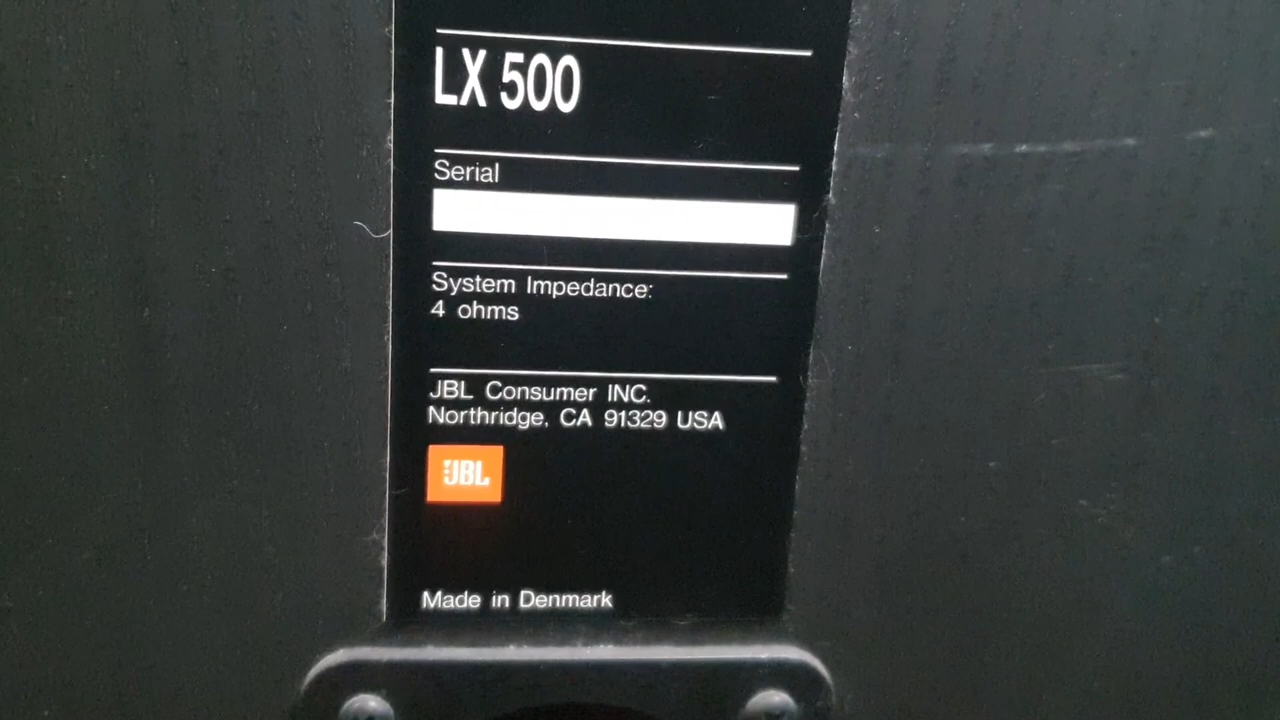 LX 500
Serial
System Impedance:
4 ohms
JBL Consumer INC.
Northridge, CA 91329 USA
JBL
Made in Denmark